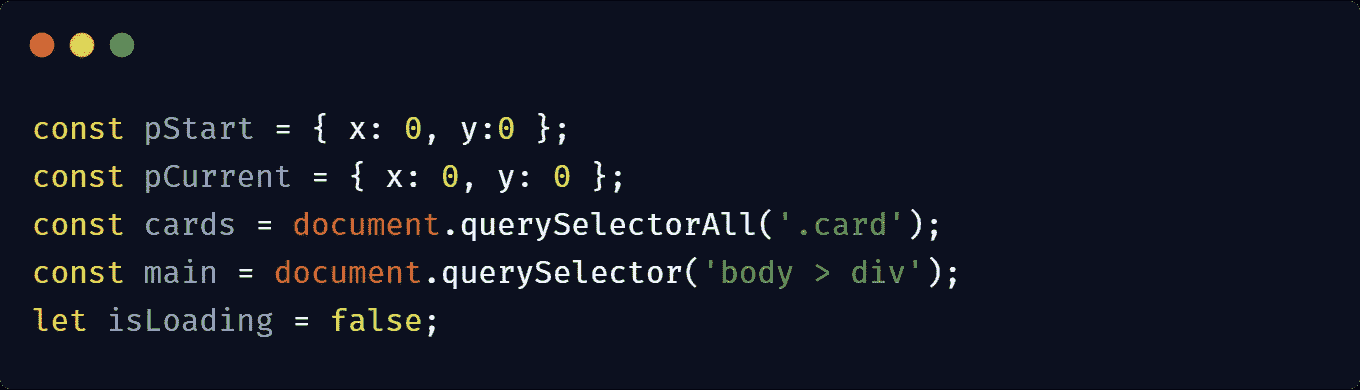 const pStart = { x: 0, y:0 };
const pCurrent = { x: 0, y: 0 };
const cards = document.querySelectorAll('.card');
const main = document.querySelector('body > div');
let isLoading = false;